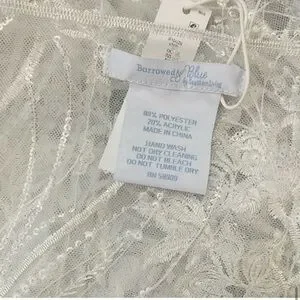 Borrowed & Blue
80% POLYESTER
20% ACRYLIC
MADE IN CHINA
HAND WASH
NOT DRY CLEANING
DO NOT BLEACH
DO NOT TUMBLE DRY